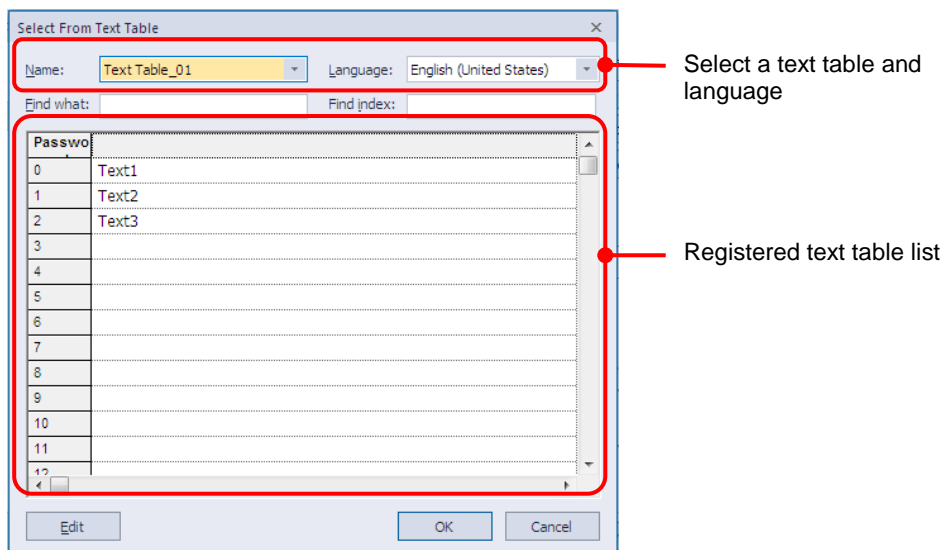 Select From Text Table
Name: Text Table_01 Language: English (United States)
Select a text table and
language
Find what: Find index:
Passwo
0 Text1
1 Text2
2 Text3
3
Registered text table list
4
5
6
7
8
9
10
11
12
Edit OK Cancel